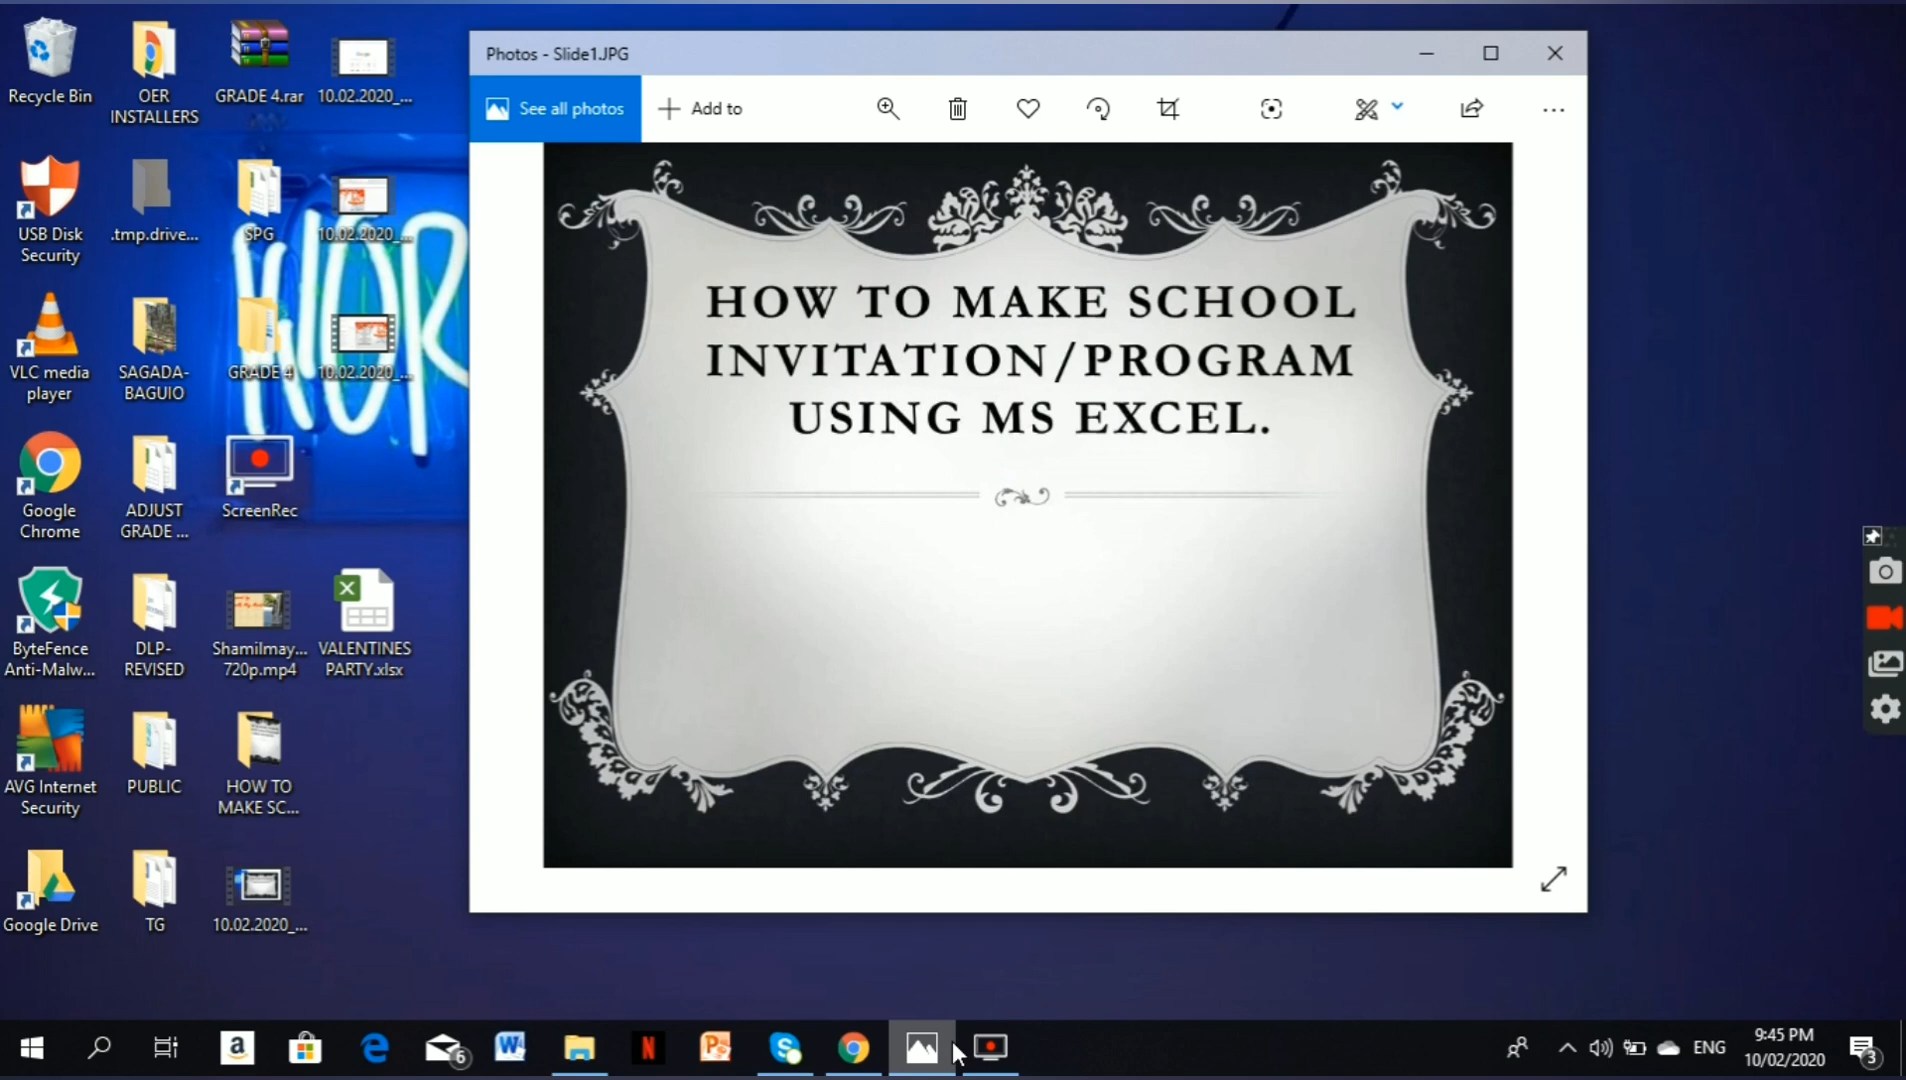 Photos - Slide1.JPG
See all photos
Add to
HOW TO MAKE SCHOOL
INVITATION/PROGRAM
USING MS EXCEL.
Recycle Bin
OER
INSTALLERS
GRADE 4.rar
10.02.2020_...
USB Disk
Security
.tmp.drive...
SPG
10.02.2020_...
VLC media
player
SAGADA-
BAGUIO
GRADE 4
10.02.2020_...
Google
Chrome
ADJUST
GRADE ...
ScreenRec
ByteFence
Anti-Malw...
DLP-
REVISED
Shamilmay...
720p.mp4
VALENTINES
PARTY.xlsx
AVG Internet
Security
PUBLIC
HOW TO
MAKE SC...
Google Drive
TG
10.02.2020_...
WOR
6
ENG
9:45 PM
10/02/2020
3